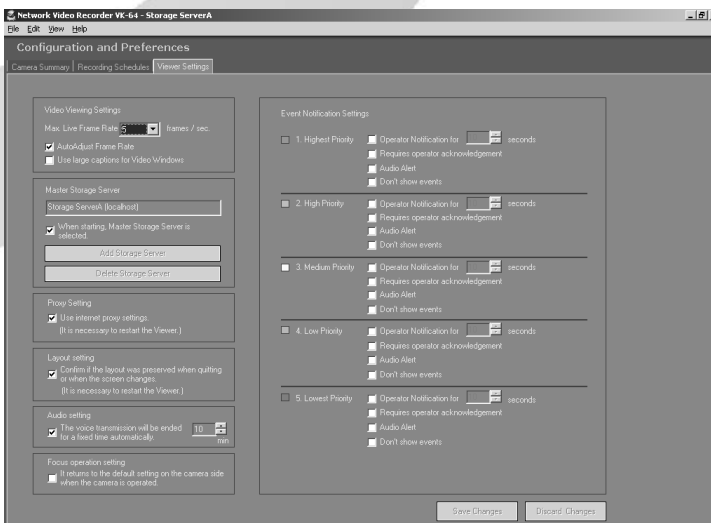 Network Video Recorder VK-64 - Storage ServerA
File Edit View Help
Configuration and Preferences
Camera Summary Recording Schedules Viewer Settings
Video Viewing Settings
Max. Live Frame Rate 5 frames / sec.
AutoAdjust Frame Rate
Use large captions for Video Windows
Master Storage Server
Storage ServerA (localhost)
When starting, Master Storage Server is
selected.
Add Storage Server
Delete Storage Server
Proxy Setting
Use internet proxy settings.
(It is necessary to restart the Viewer.)
Layout setting
Confirm if the layout was preserved when quitting
or when the screen changes.
(It is necessary to restart the Viewer.)
Audio setting
The voice transmission will be ended
for a fixed time automatically.
10
min
Focus operation setting
It returns to the default setting on the camera side
when the camera is operated.
Event Notification Settings
1. Highest Priority Operator Notification for seconds
Requires operator acknowledgement
Audio Alert
Don't show events
2. High Priority Operator Notification for seconds
Requires operator acknowledgement
Audio Alert
Don't show events
3. Medium Priority Operator Notification for seconds
Requires operator acknowledgement
Audio Alert
Don't show events
4. Low Priority Operator Notification for seconds
Requires operator acknowledgement
Audio Alert
Don't show events
5. Lowest Priority Operator Notification for seconds
Requires operator acknowledgement
Audio Alert
Don't show events
Save Changes Discard Changes